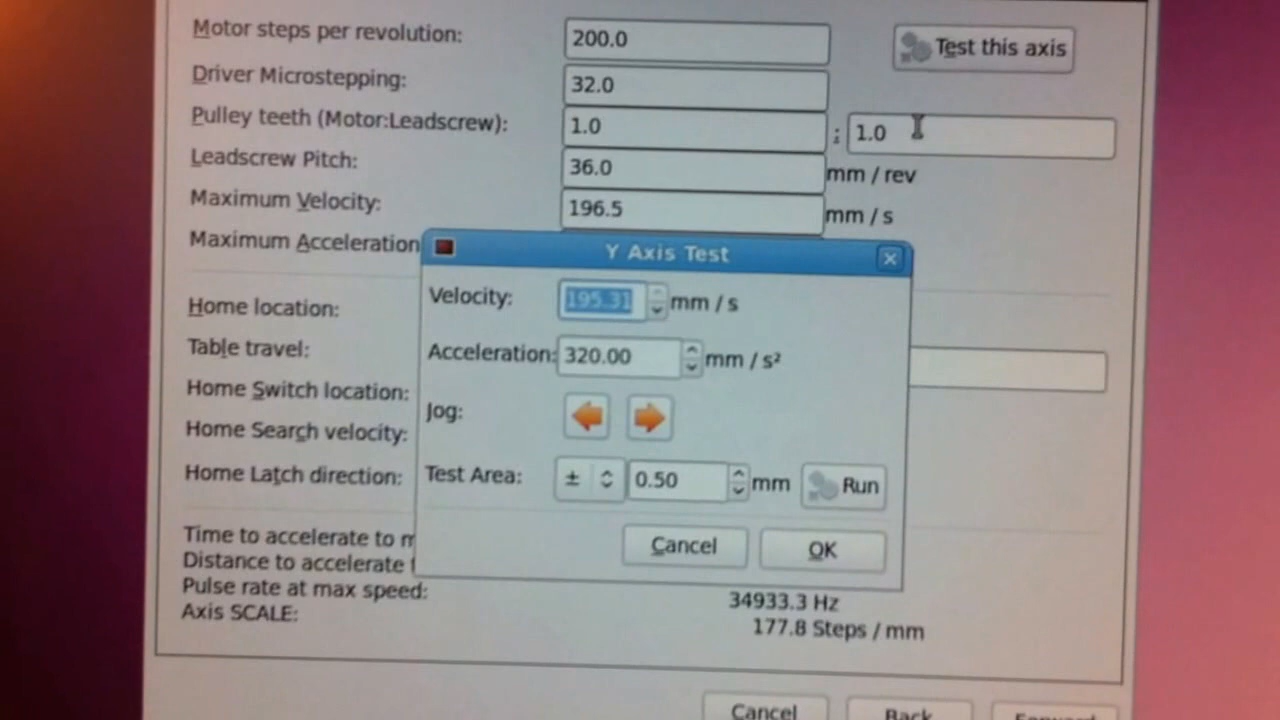 Motor steps per revolution: 200.0 Test this axis
Driver Microstepping: 32.0
Pulley teeth (Motor:Leadscrew): 1.0 : 1.0
Leadscrew Pitch: 36.0 mm / rev
Maximum Velocity: 196.5 mm / s
Maximum Acceleration
Y Axis Test
Velocity: 195.31 mm / s
Home location:
Table travel:
Acceleration: 320.00 mm / s²
Home Switch location:
Jog:
Home Search velocity:
Home Latch direction:
Test Area: ± 0.50 mm Run
Time to accelerate to m
Cancel OK
Distance to accelerate
Pulse rate at max speed: 34933.3 Hz
Axis SCALE: 177.8 Steps / mm
Cancel Back Forward